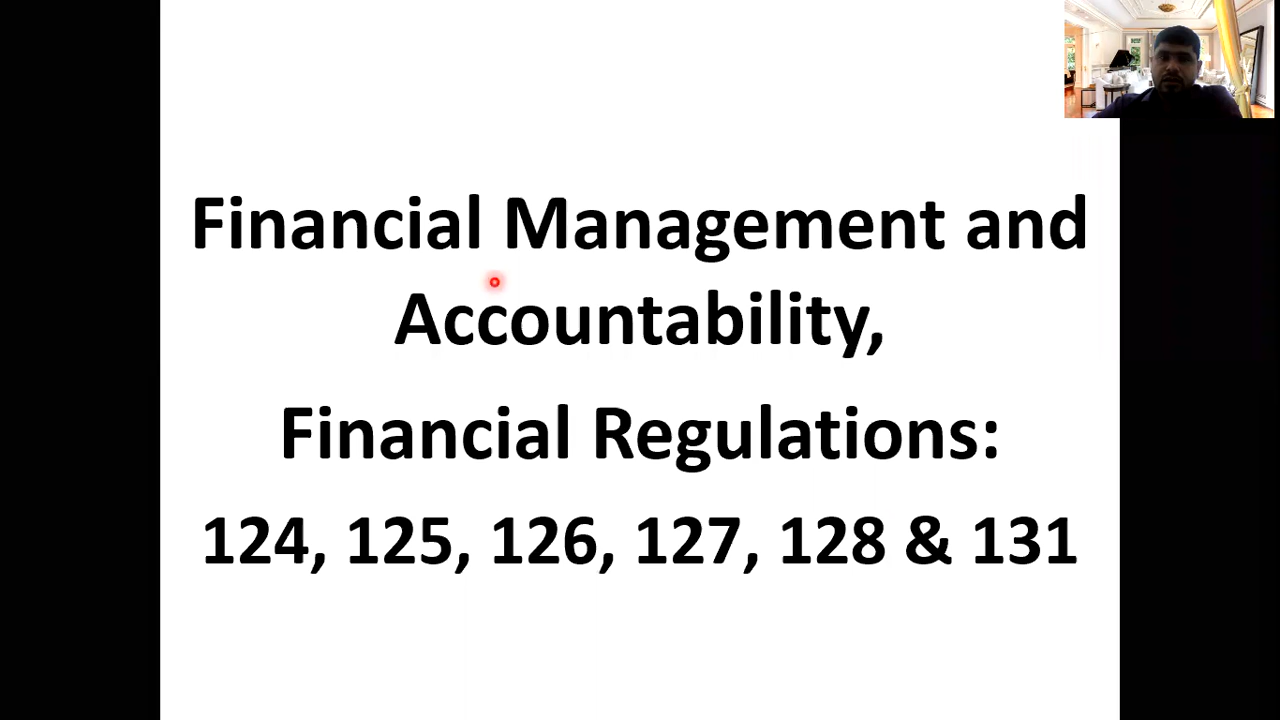 Financial Management and
Accountability,
Financial Regulations:
124, 125, 126, 127, 128 & 131